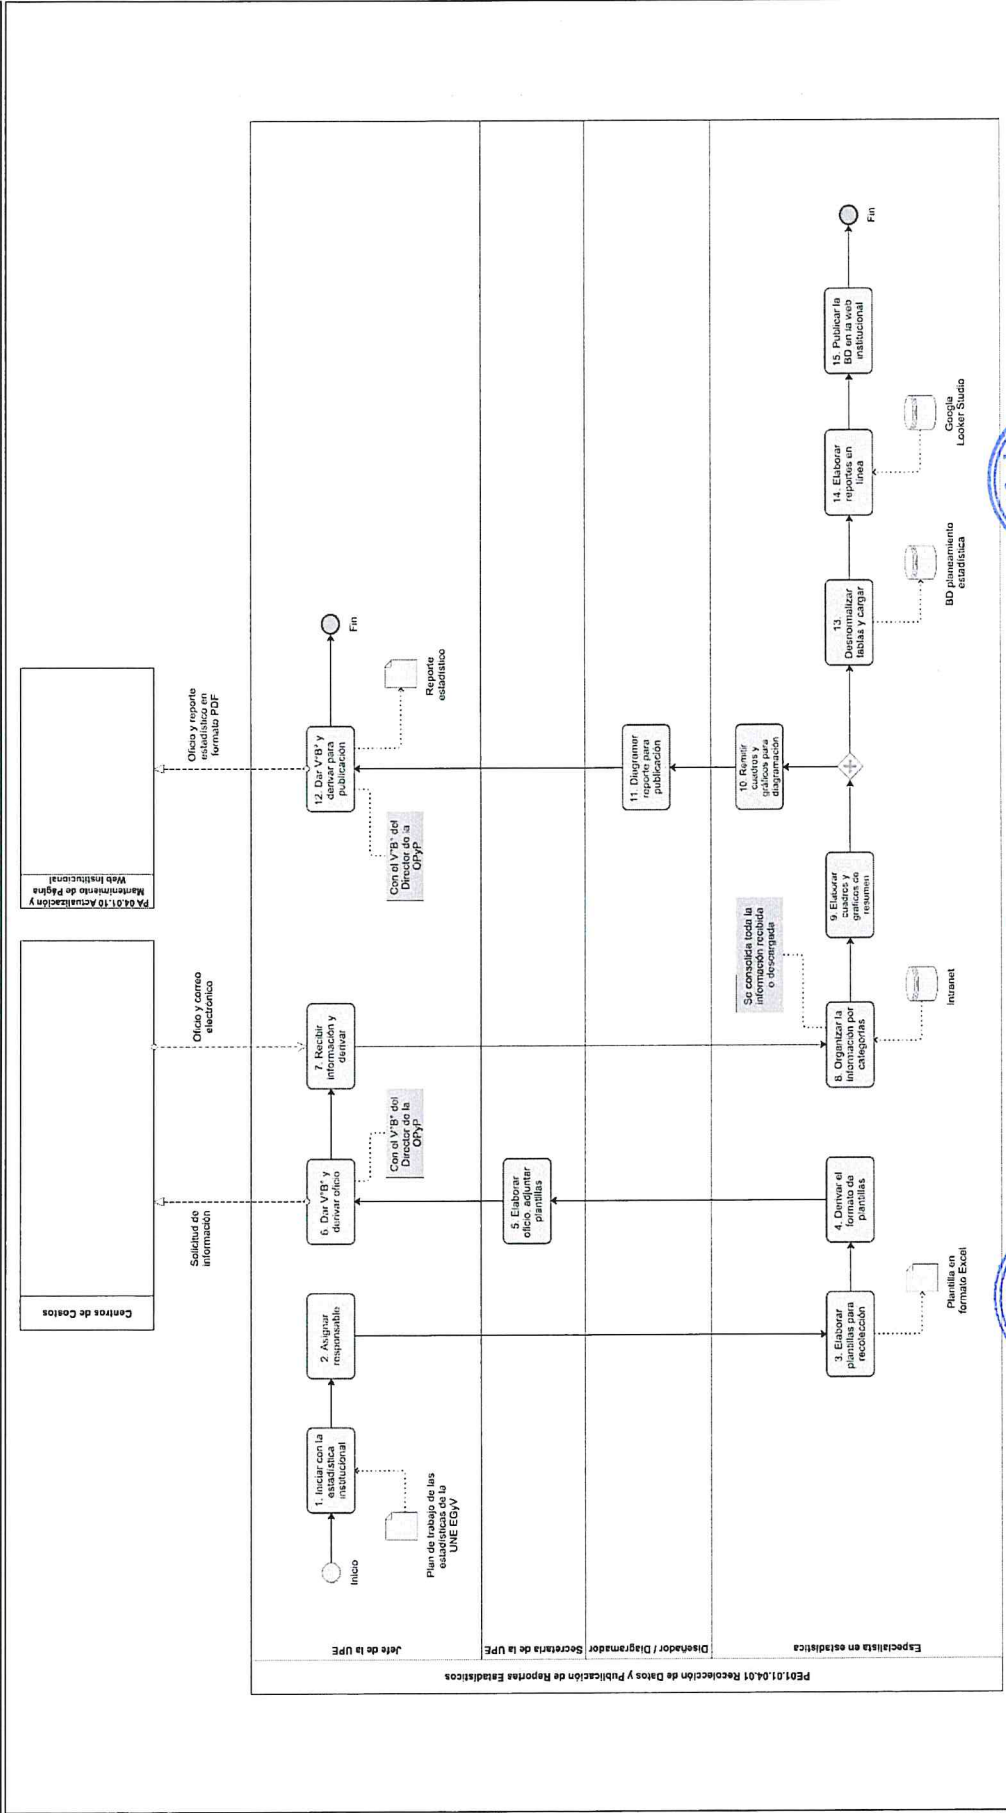 PA 04.01.10 Actualización y
Mantenimiento de Página
Web Institucional
Centros de Costos
Oficio y reporte
estadístico en
formato PDF
Oficio y correo
electrónico
Solicitud de
información
PE01.01.04.01 Recolección de Datos y Publicación de Reportes Estadísticos
Jefe de la UPE
Inicio
1. Iniciar con la
estadística
institucional
Plan de trabajo de las
estadísticas de la
UNE EGyV
2. Asignar
responsable
6. Dar V°B° y
derivar oficio
Con el V°B° del
Director de la
OPyP
7. Recibir
información y
derivar
12. Dar V°B° y
derivar para
publicación
Con el V°B° del
Director de la
OPyP
Reporte
estadístico
Fin
Secretaria de la UPE
5. Elaborar
oficio, adjuntar
plantillas
Diseñador / Diagramador
11. Diagramar
reporte para
publicación
Especialista en estadística
3. Elaborar
plantillas para
recolección
Plantilla en
formato Excel
4. Derivar el
formato de
plantillas
8. Organizar la
información por
categorías
Se consolida toda la
información recibida
o descargada
Intranet
9. Elaborar
cuadros y
gráficos de
resumen
10. Remitir
cuadros y
gráficos para
diagramación
13.
Desnormalizar
tablas y cargar
BD planeamiento
estadística
14. Elaborar
reportes en
línea
Google
Looker Studio
15. Publicar la
BD en la web
institucional
Fin